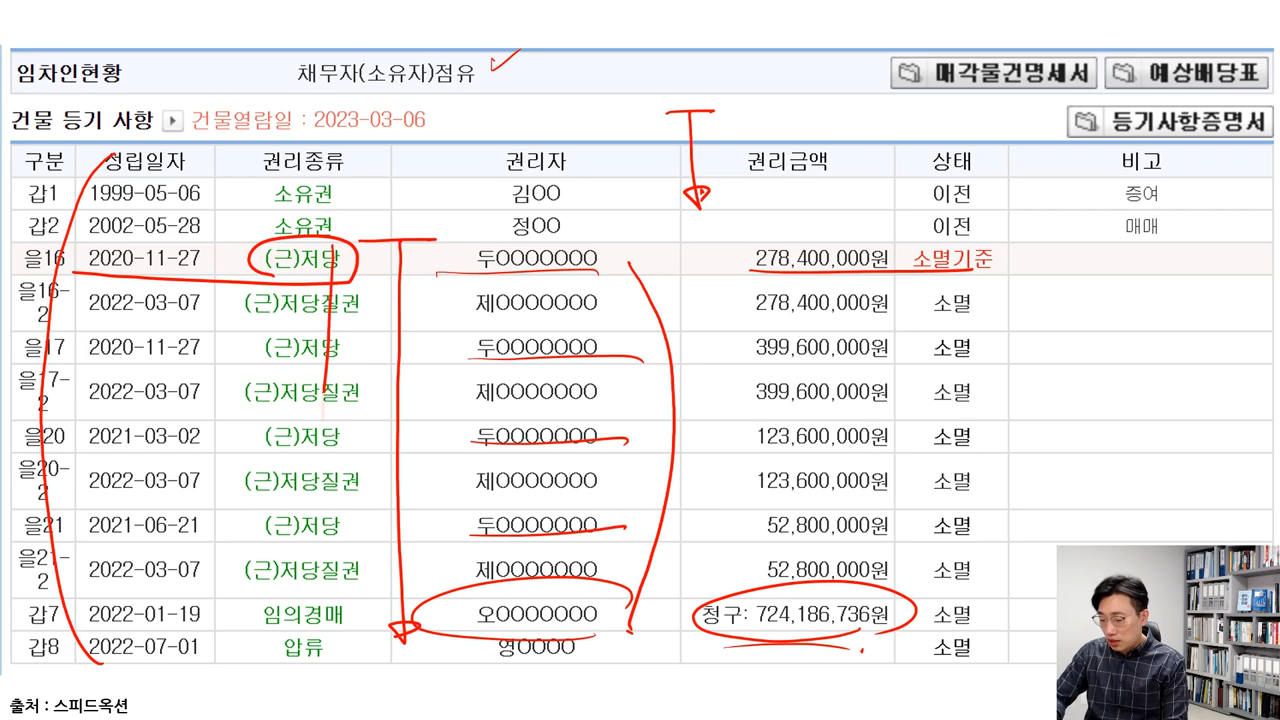 임차인현황 채무자(소유자)점유 매각물건명세서 예상배당표
건물 등기 사항 건물열람일 : 2023-03-06 등기사항증명서
구분 성립일자 권리종류 권리자 권리금액 상태 비고
갑1 1999-05-06 소유권 김OO 이전 증여
갑2 2002-05-28 소유권 정OO 이전 매매
을16 2020-11-27 (근)저당 두OOOOOOO 278,400,000원 소멸기준
을16-2 2022-03-07 (근)저당질권 제OOOOOOO 278,400,000원 소멸
을17 2020-11-27 (근)저당 두OOOOOOO 399,600,000원 소멸
을17-2 2022-03-07 (근)저당질권 제OOOOOOO 399,600,000원 소멸
을20 2021-03-02 (근)저당 두OOOOOOO 123,600,000원 소멸
을20-2 2022-03-07 (근)저당질권 제OOOOOOO 123,600,000원 소멸
을21 2021-06-21 (근)저당 두OOOOOOO 52,800,000원 소멸
을21-2 2022-03-07 (근)저당질권 제OOOOOOO 52,800,000원 소멸
갑7 2022-01-19 임의경매 오OOOOOOO 청구: 724,186,736원 소멸
갑8 2022-07-01 압류 영OOOO 소멸
출처 : 스피드옥션